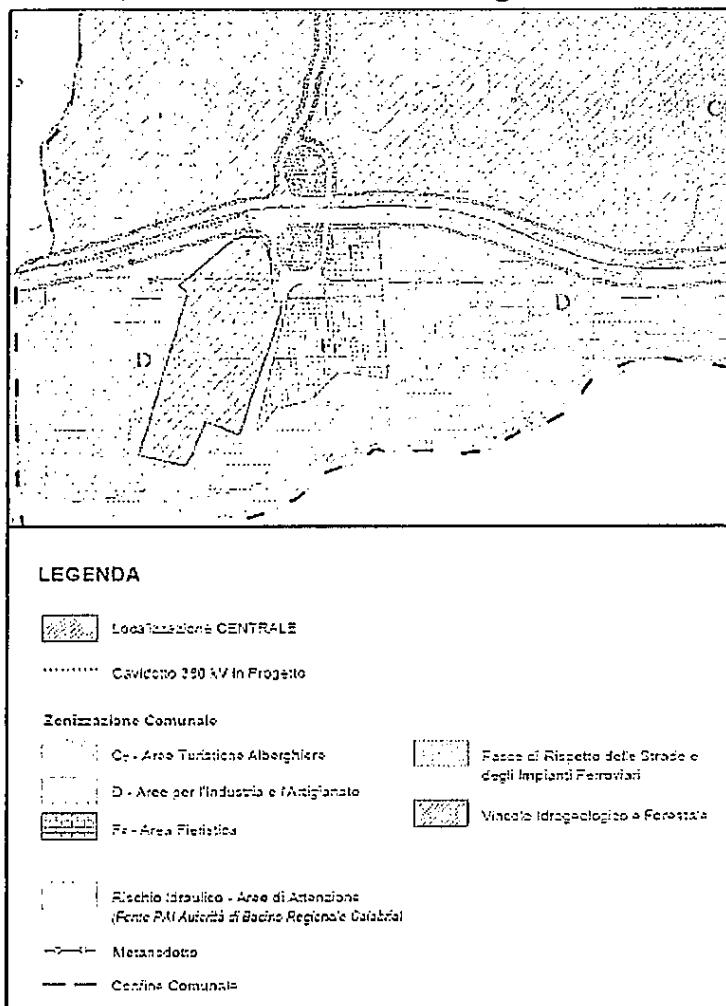 D
D
LEGENDA
Localizzazione CENTRALE
Cavidotto 380 kV in Progetto
Zonizzazione Comunale
Aree Turistiche Alberghiere
D - Aree per l'Industria e l'Artigianato
Area Fieristica
Fasce di Rispetto delle Strade e
degli Impianti Ferroviari
Vincolo Idrogeologico e Forestale
Rischio Idraulico - Aree di Attenzione
(Fonte PAI Autorità di Bacino Regionale Calabria)
Metanodotto
Confine Comunale